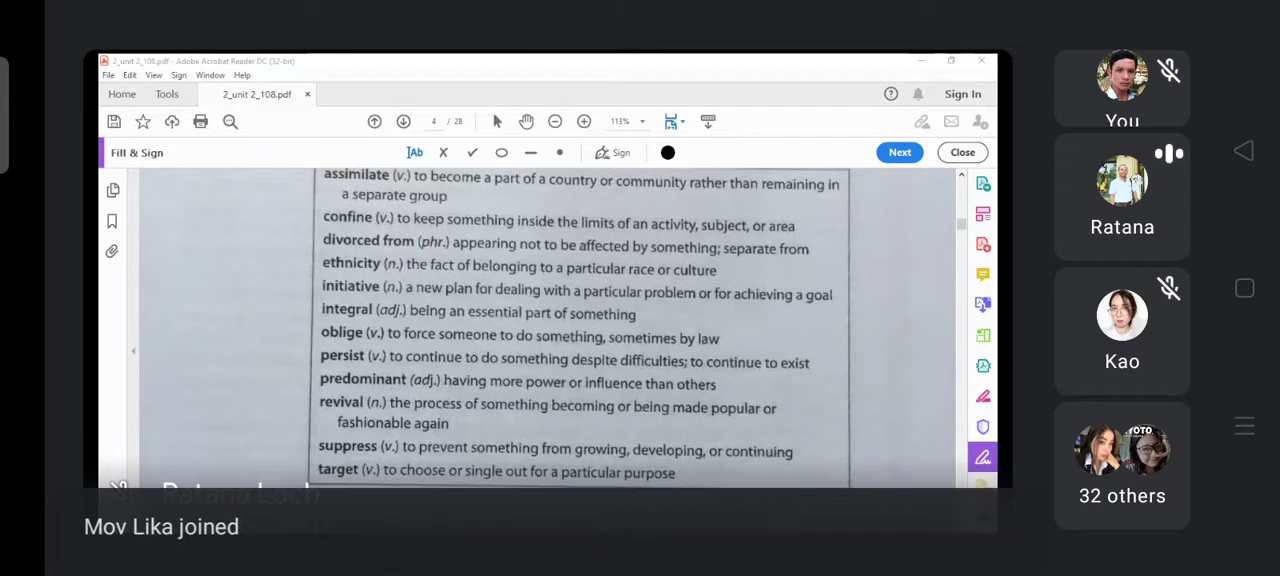 2_unit 2_108.pdf - Adobe Acrobat Reader DC (32-bit)
File Edit View Sign Window Help
Home Tools 2_unit 2_108.pdf × Sign In
4 / 28 113%
Fill & Sign Ab Sign Next Close
assimilate (v.) to become a part of a country or community rather than remaining in
a separate group
confine (v.) to keep something inside the limits of an activity, subject, or area
divorced from (phr.) appearing not to be affected by something; separate from
ethnicity (n.) the fact of belonging to a particular race or culture
initiative (n.) a new plan for dealing with a particular problem or for achieving a goal
integral (adj.) being an essential part of something
oblige (v.) to force someone to do something, sometimes by law
persist (v.) to continue to do something despite difficulties; to continue to exist
predominant (adj.) having more power or influence than others
revival (n.) the process of something becoming or being made popular or
fashionable again
suppress (v.) to prevent something from growing, developing, or continuing
target (v.) to choose or single out for a particular purpose
Ratana Loch
Mov Lika joined
You
Ratana
Kao
YOTO
32 others